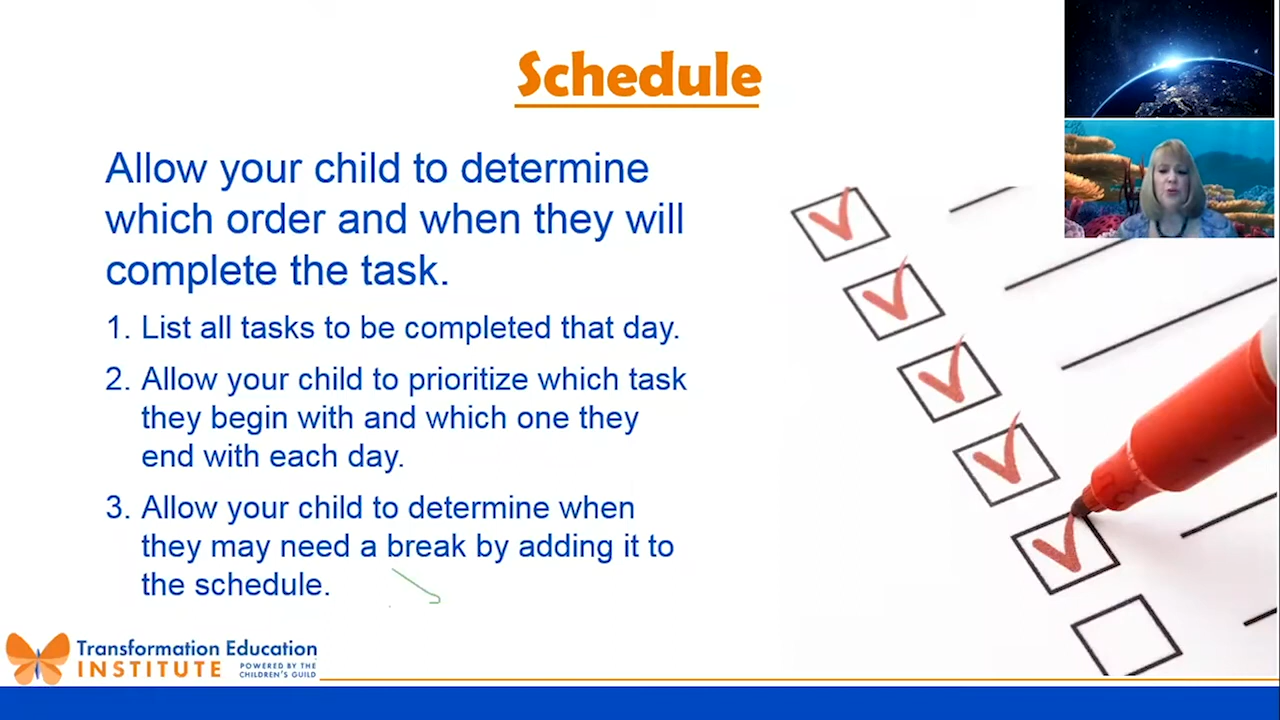 Schedule
Allow your child to determine
which order and when they will
complete the task.
1. List all tasks to be completed that day.
2. Allow your child to prioritize which task
they begin with and which one they
end with each day.
3. Allow your child to determine when
they may need a break by adding it to
the schedule.
Transformation Education
INSTITUTE POWERED BY THE
CHILDREN'S GUILD